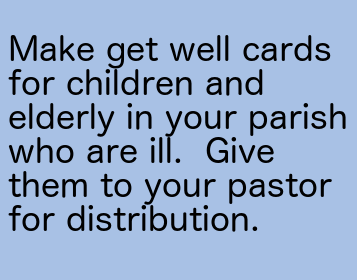 Make get well cards
for children and
elderly in your parish
who are ill.  Give
them to your pastor
for distribution.